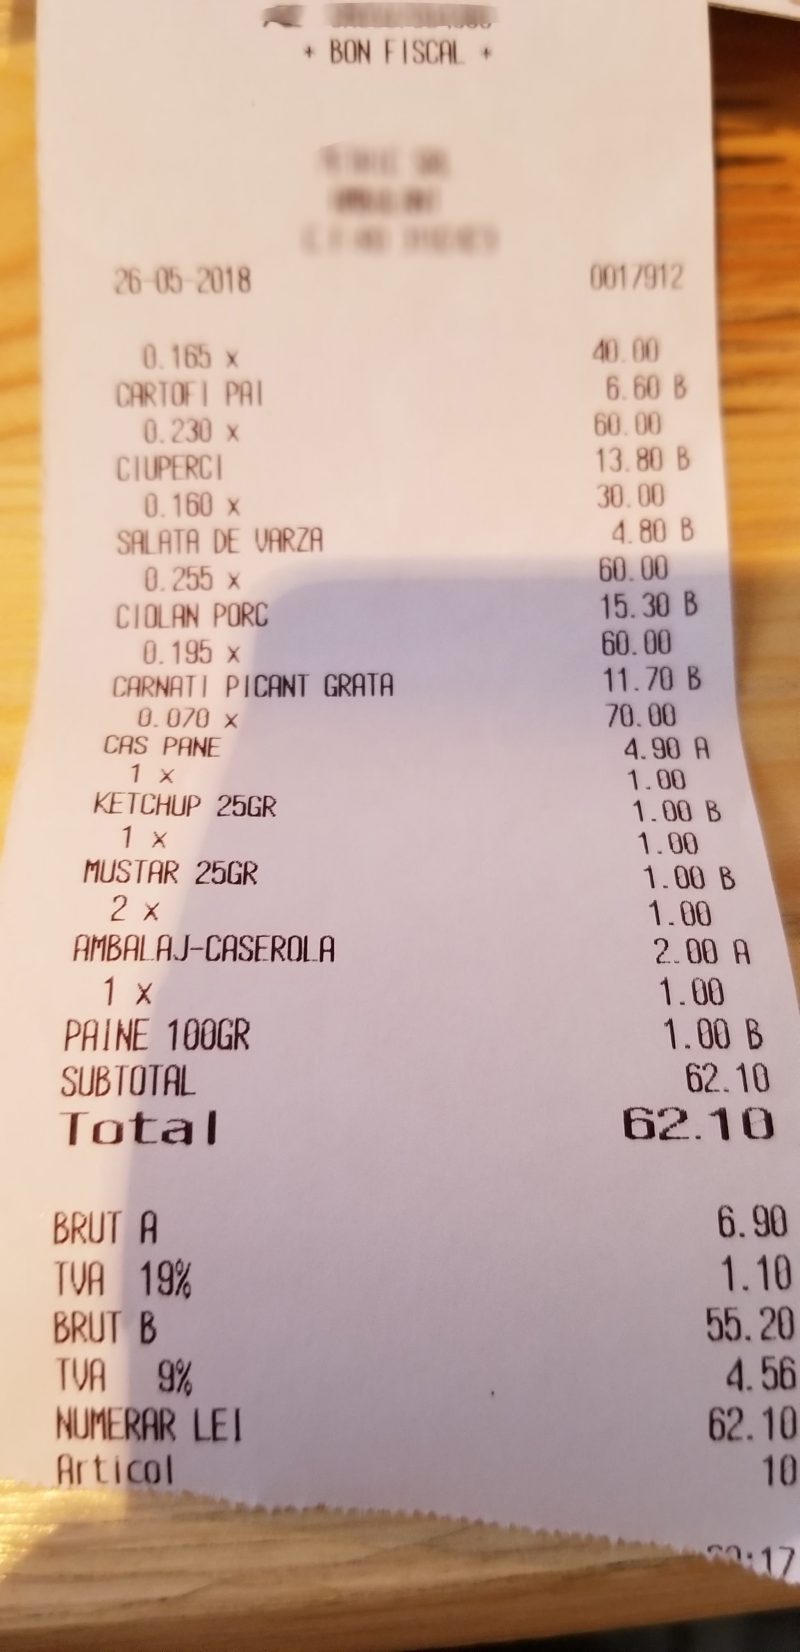 + BON FISCAL +
26-05-2018 0017912
0.165 x 40.00
CARTOFI PAI 6.60 B
0.230 x 60.00
CIUPERCI 13.80 B
0.160 x 30.00
SALATA DE VARZA 4.80 B
0.255 x 60.00
CIOLAN PORC 15.30 B
0.195 x 60.00
CARNATI PICANT GRATA 11.70 B
0.070 x 70.00
CAS PANE 4.90 A
1 x 1.00
KETCHUP 25GR 1.00 B
1 x 1.00
MUSTAR 25GR 1.00 B
2 x 1.00
AMBALAJ-CASEROLA 2.00 A
1 x 1.00
PAINE 100GR 1.00 B
SUBTOTAL 62.10
Total 62.10
BRUT A 6.90
TVA 19% 1.10
BRUT B 55.20
TVA 9% 4.56
NUMERAR LEI 62.10
Articol 10